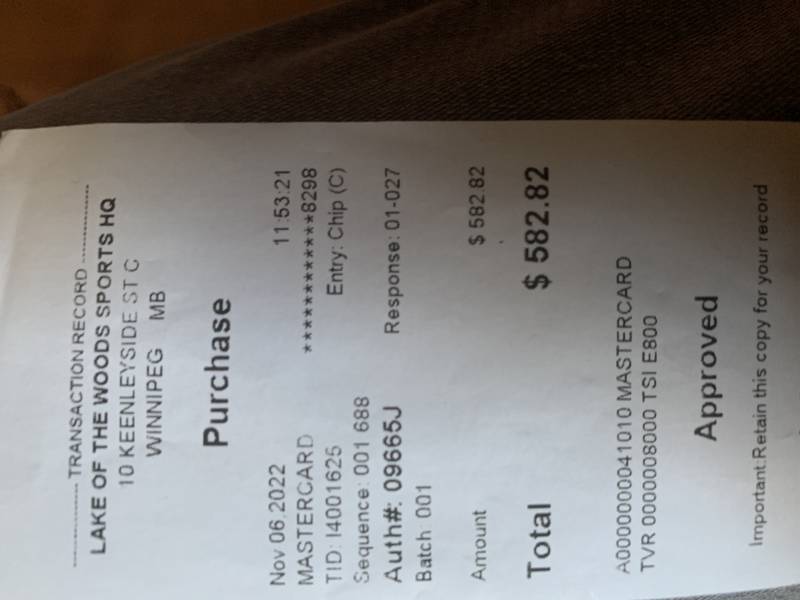 --------------- TRANSACTION RECORD ---------------
LAKE OF THE WOODS SPORTS HQ
10 KEENLEYSIDE ST C
WINNIPEG MB
Purchase
Nov 06,2022 11:53:21
MASTERCARD ************8298
TID: I4001625 Entry: Chip (C)
Sequence: 001 688
Auth#: 09665J Response: 01-027
Batch: 001
Amount $ 582.82
Total $ 582.82
A0000000041010 MASTERCARD
TVR 0000008000 TSI E800
Approved
Important:Retain this copy for your record